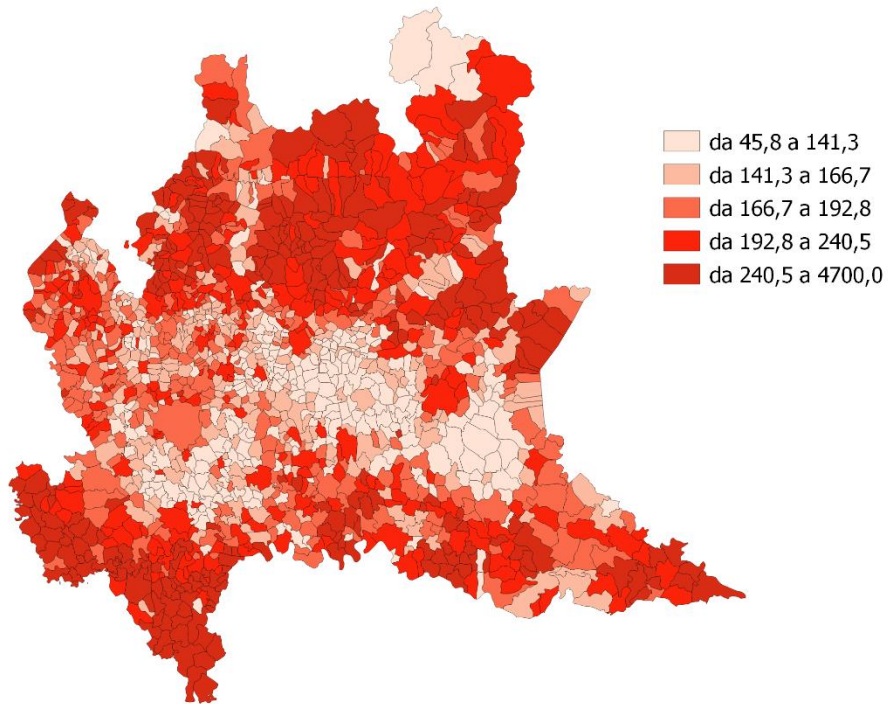 da 45,8 a 141,3
da 141,3 a 166,7
da 166,7 a 192,8
da 192,8 a 240,5
da 240,5 a 4700,0